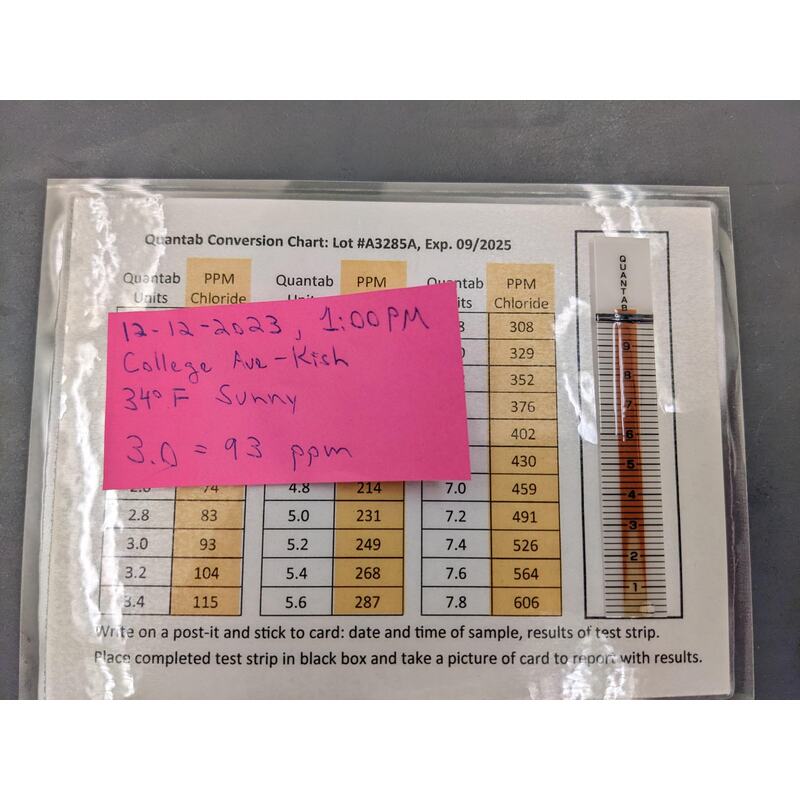 Quantab Conversion Chart: Lot #A3285A, Exp. 09/2025
Quantab PPM Quantab PPM Quantab PPM
Units Chloride Chloride
12-12-2023, 1:00 PM
College Ave - Kish
34° F Sunny
3.0 = 93 ppm
308
329
352
376
402
430
74 4.8 214 7.0 459
2.8 83 5.0 231 7.2 491
3.0 93 5.2 249 7.4 526
3.2 104 5.4 268 7.6 564
3.4 115 5.6 287 7.8 606
Write on a post-it and stick to card: date and time of sample, results of test strip.
Place completed test strip in black box and take a picture of card to report with results.
QUANTAB
9
8
7
6
5
4
3
2
1